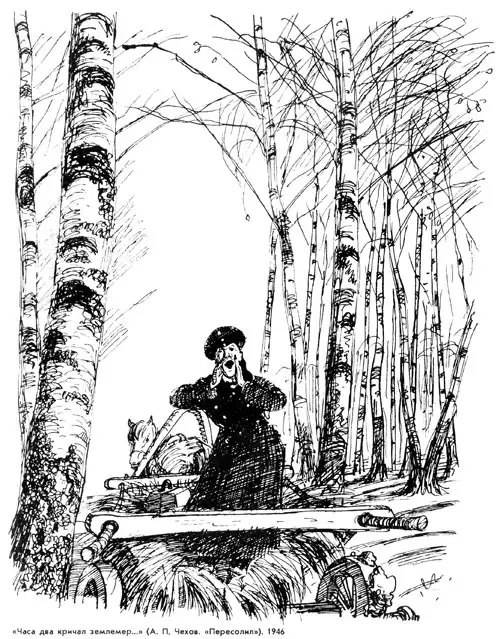 «Часа два кричал землемер...» (А. П. Чехов. «Пересолил»). 1946